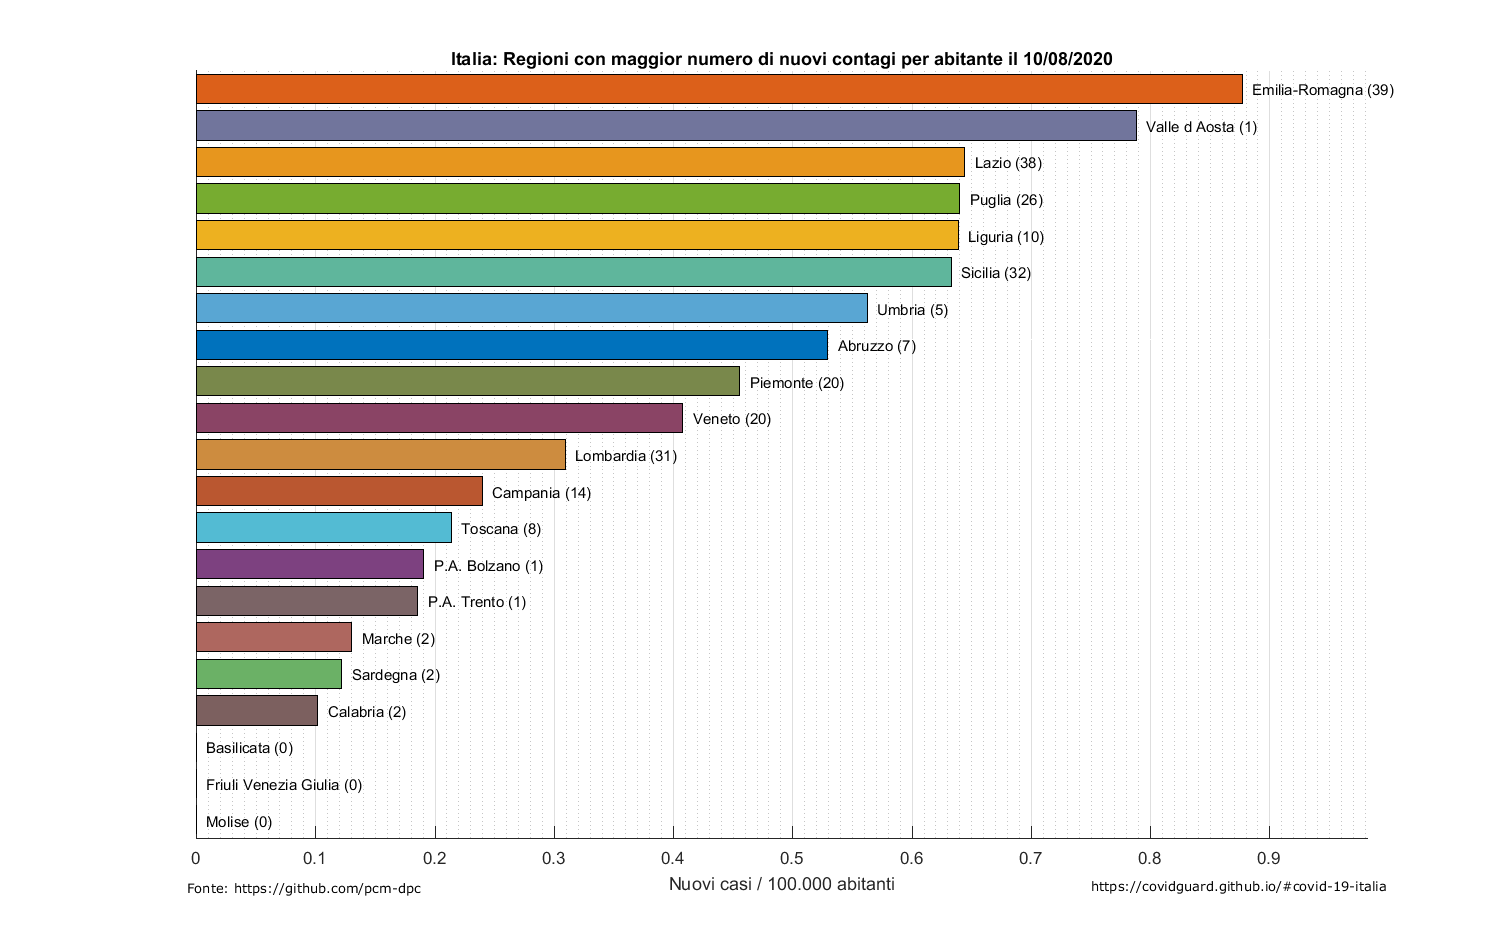 Italia: Regioni con maggior numero di nuovi contagi per abitante il 10/08/2020
Emilia-Romagna (39)
Valle d Aosta (1)
Lazio (38)
Puglia (26)
Liguria (10)
Sicilia (32)
Umbria (5)
Abruzzo (7)
Piemonte (20)
Veneto (20)
Lombardia (31)
Campania (14)
Toscana (8)
P.A. Bolzano (1)
P.A. Trento (1)
Marche (2)
Sardegna (2)
Calabria (2)
Basilicata (0)
Friuli Venezia Giulia (0)
Molise (0)
0 0.1 0.2 0.3 0.4 0.5 0.6 0.7 0.8 0.9
Nuovi casi / 100.000 abitanti
Fonte: https://github.com/pcm-dpc
https://covidguard.github.io/#covid-19-italia